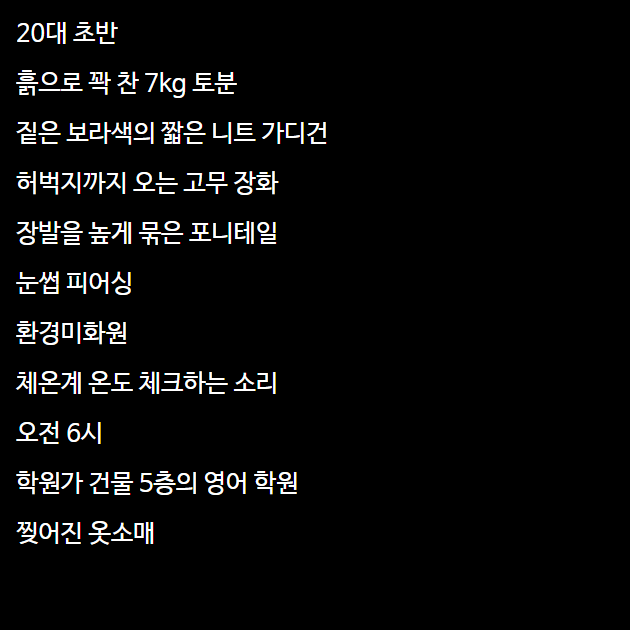 20대 초반
흙으로 꽉 찬 7kg 토분
짙은 보라색의 짧은 니트 가디건
허벅지까지 오는 고무 장화
장발을 높게 묶은 포니테일
눈썹 피어싱
환경미화원
체온계 온도 체크하는 소리
오전 6시
학원가 건물 5층의 영어 학원
찢어진 옷소매